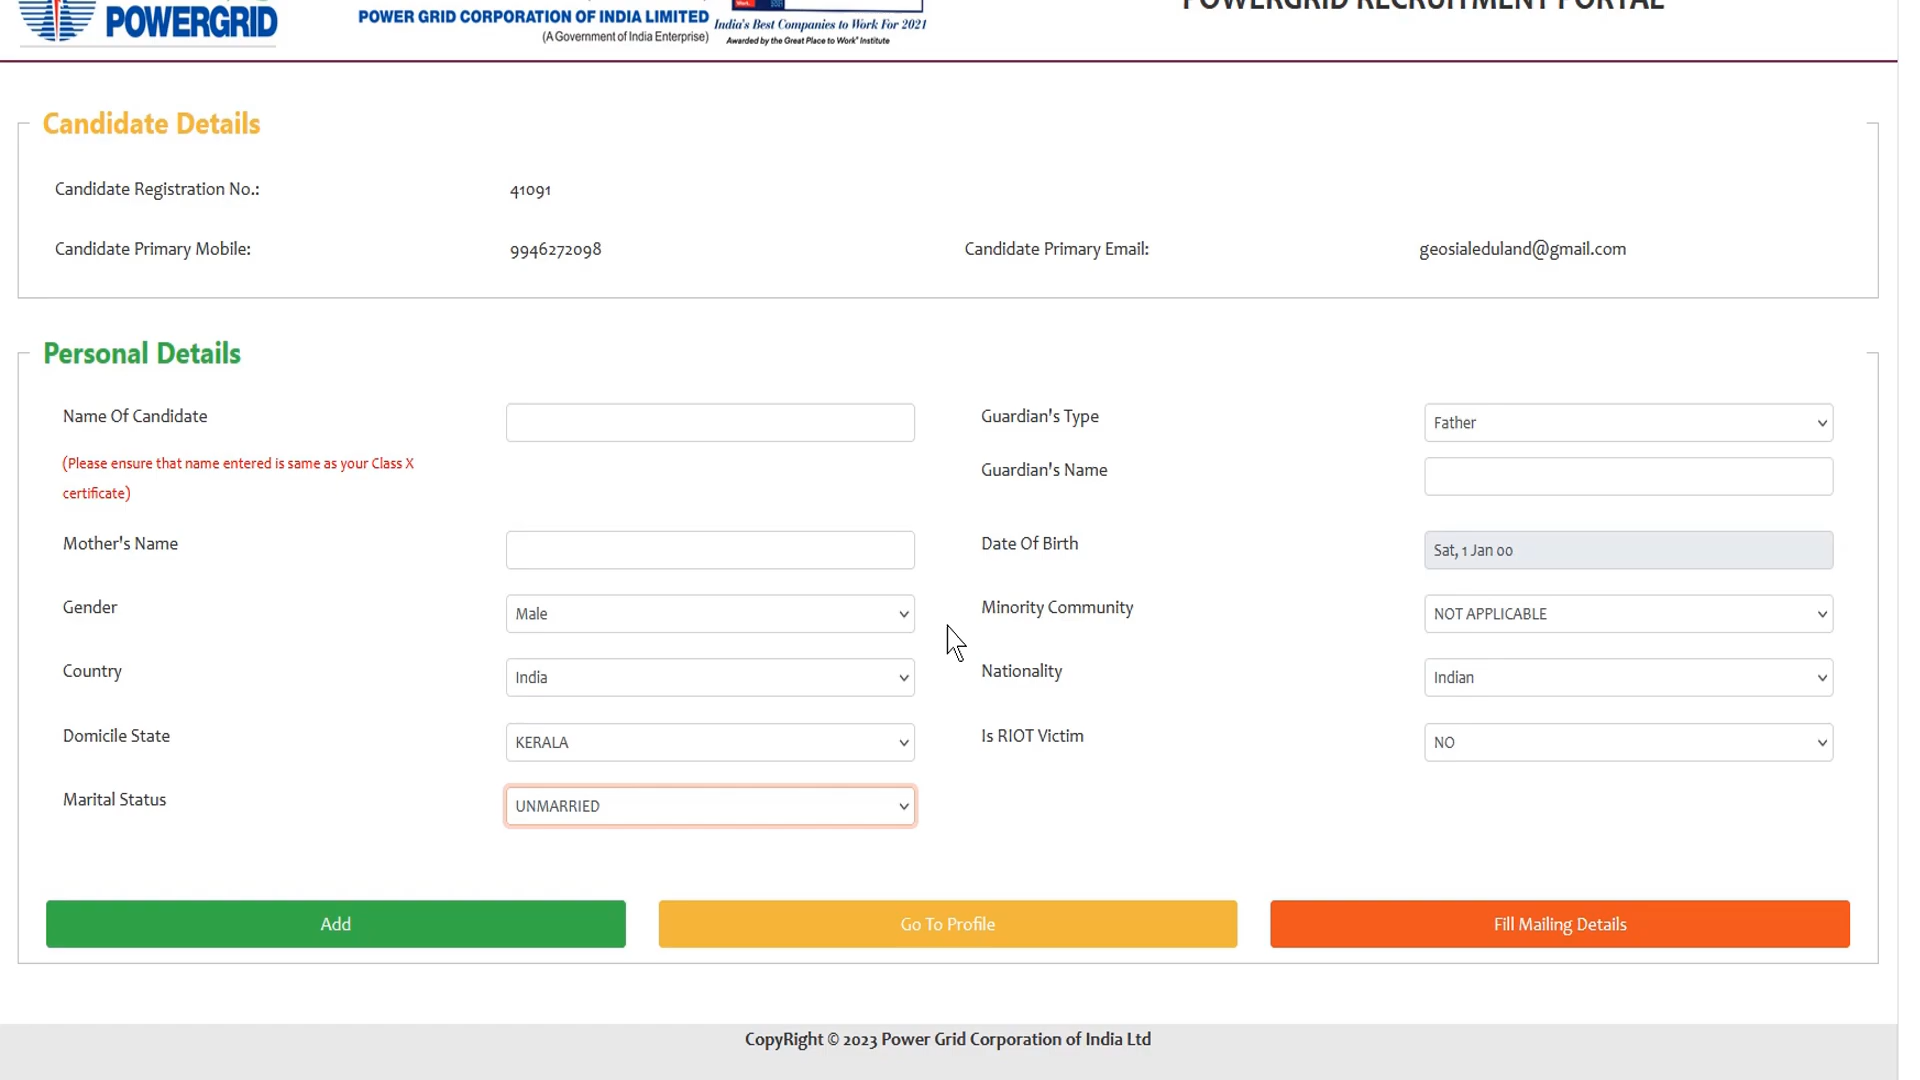 POWERGRID
POWER GRID CORPORATION OF INDIA LIMITED
(A Government of India Enterprise)
India's Best Companies to Work For 2021
Awarded by the Great Place to Work® Institute
POWERGRID RECRUITMENT PORTAL
Candidate Details
Candidate Registration No.: 41091
Candidate Primary Mobile: 9946272098 Candidate Primary Email: geosialeduland@gmail.com
Personal Details
Name Of Candidate Guardian's Type Father
(Please ensure that name entered is same as your Class X
certificate)
Guardian's Name
Mother's Name Date Of Birth Sat, 1 Jan 00
Gender Male Minority Community NOT APPLICABLE
Country India Nationality Indian
Domicile State KERALA Is RIOT Victim NO
Marital Status UNMARRIED
Add Go To Profile Fill Mailing Details
CopyRight © 2023 Power Grid Corporation of India Ltd